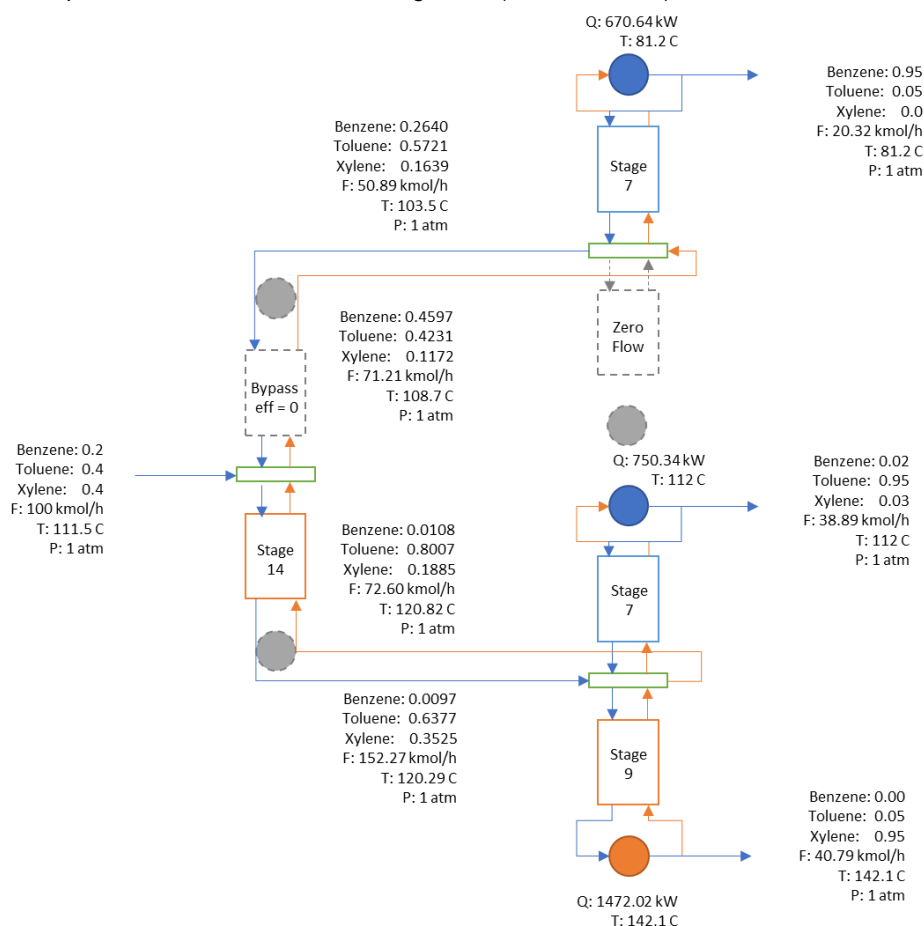 Q: 670.64 kW
T: 81.2 C
Benzene: 0.95
Toluene: 0.05
Xylene: 0.0
F: 20.32 kmol/h
T: 81.2 C
P: 1 atm
Benzene: 0.2640
Toluene: 0.5721
Xylene: 0.1639
F: 50.89 kmol/h
T: 103.5 C
P: 1 atm
Stage
7
Benzene: 0.4597
Toluene: 0.4231
Xylene: 0.1172
F: 71.21 kmol/h
T: 108.7 C
P: 1 atm
Zero
Flow
Bypass
eff = 0
Benzene: 0.2
Toluene: 0.4
Xylene: 0.4
F: 100 kmol/h
T: 111.5 C
P: 1 atm
Q: 750.34 kW
T: 112 C
Benzene: 0.02
Toluene: 0.95
Xylene: 0.03
F: 38.89 kmol/h
T: 112 C
P: 1 atm
Stage
14
Benzene: 0.0108
Toluene: 0.8007
Xylene: 0.1885
F: 72.60 kmol/h
T: 120.82 C
P: 1 atm
Stage
7
Benzene: 0.0097
Toluene: 0.6377
Xylene: 0.3525
F: 152.27 kmol/h
T: 120.29 C
P: 1 atm
Stage
9
Benzene: 0.00
Toluene: 0.05
Xylene: 0.95
F: 40.79 kmol/h
T: 142.1 C
P: 1 atm
Q: 1472.02 kW
T: 142.1 C